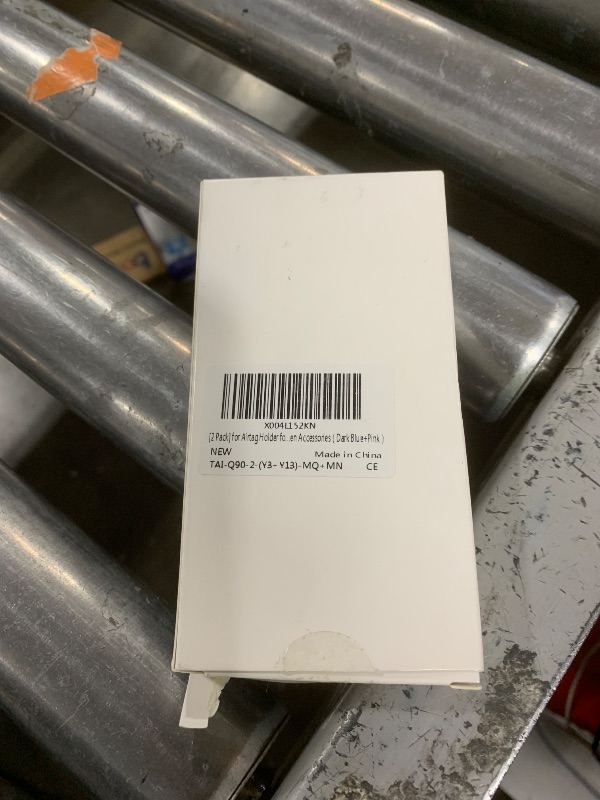 X004L152KN
[2 Pack] for Airtag Holder fo...en Accessories ( Dark Blue+Pink )
NEW Made in China
TAJ-Q90-2-(Y3+Y13)-MQ+MN CE